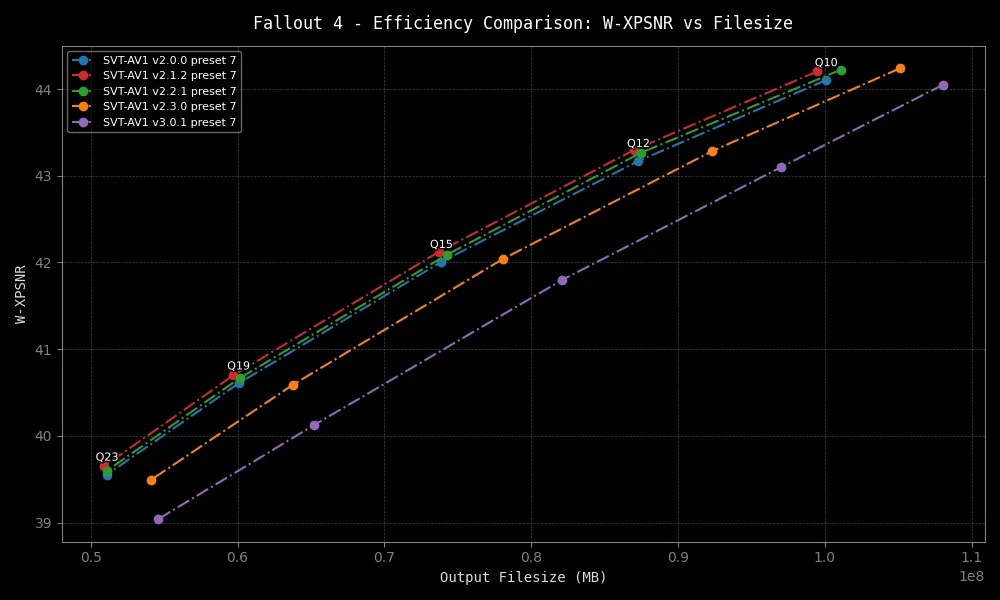 Fallout 4 - Efficiency Comparison: W-XPSNR vs Filesize
SVT-AV1 v2.0.0 preset 7
SVT-AV1 v2.1.2 preset 7
SVT-AV1 v2.2.1 preset 7
SVT-AV1 v2.3.0 preset 7
SVT-AV1 v3.0.1 preset 7
Q10
Q12
Q15
Q19
Q23
44
43
42
41
40
39
W-XPSNR
0.5 0.6 0.7 0.8 0.9 1.0 1.1
1e8
Output Filesize (MB)